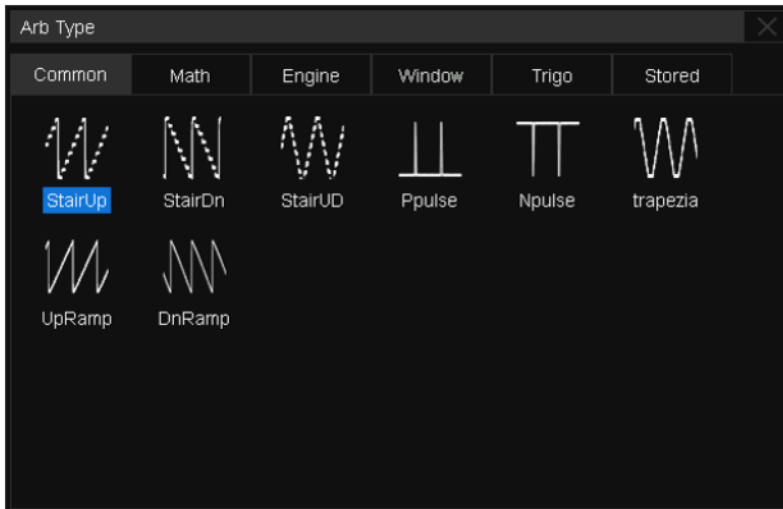 Arb Type
Common Math Engine Window Trigo Stored
StairUp StairDn StairUD Ppulse Npulse trapezia
UpRamp DnRamp